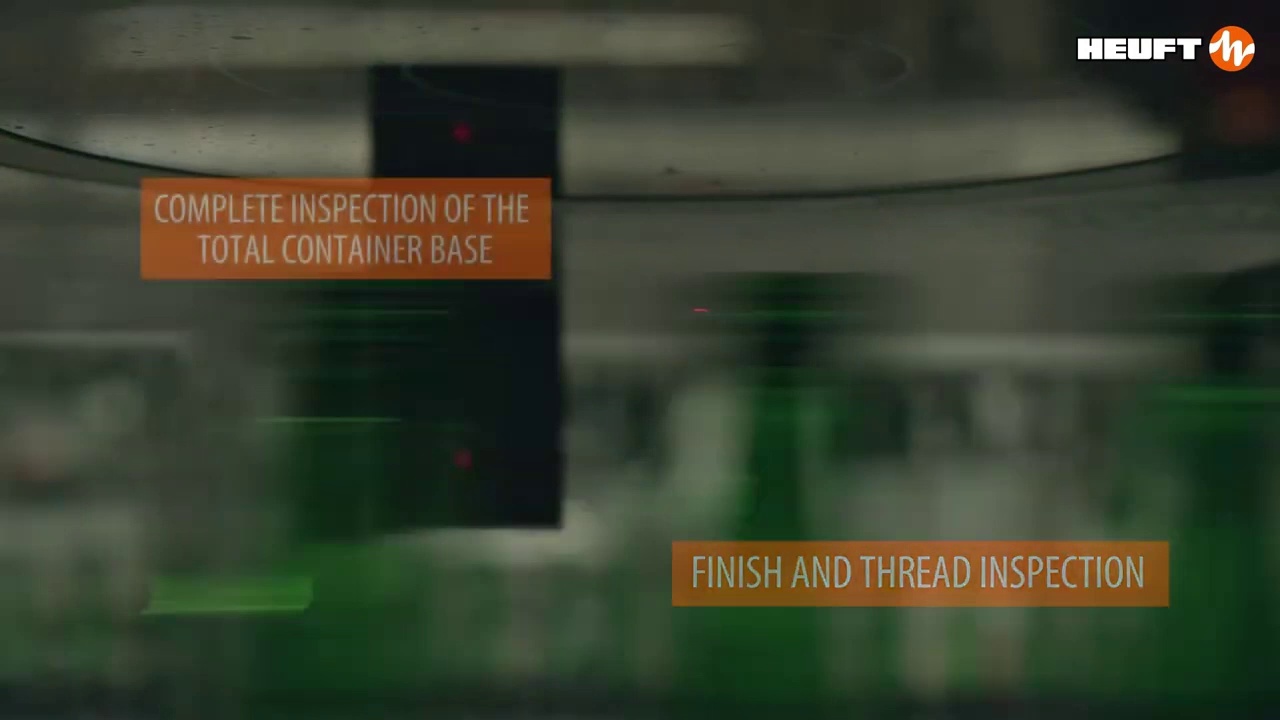 HEUFT
COMPLETE INSPECTION OF THE
TOTAL CONTAINER BASE
FINISH AND THREAD INSPECTION